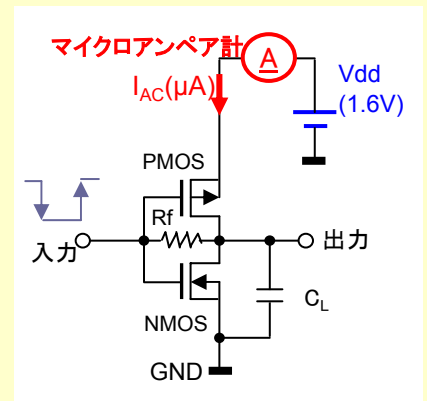 マイクロアンペア計
A
IAC(μA)
Vdd
(1.6V)
PMOS
Rf
入力
出力
NMOS
CL
GND